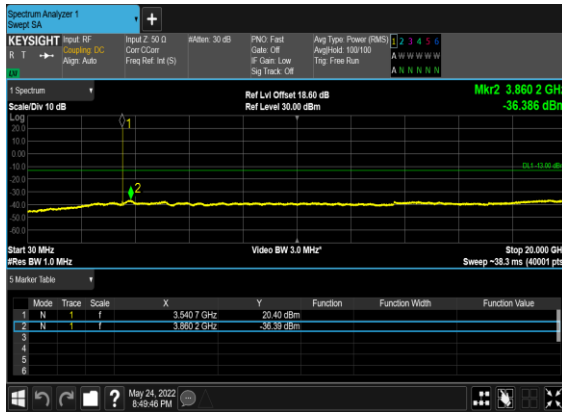 Spectrum Analyzer 1
Swept SA
+
KEYSIGHT Input: RF Input Z: 50 Ω #Atten: 30 dB PNO: Fast Avg Type: Power (RMS) 1 2 3 4 5 6
R T Coupling: DC Corr CCorr Gate: Off Avg|Hold: 100/100 A W W W W W
Align: Auto Freq Ref: Int (S) IF Gain: Low Trig: Free Run
Sig Track: Off A N N N N N
LXI
1 Spectrum
Scale/Div 10 dB
Ref Lvl Offset 18.60 dB
Ref Level 30.00 dBm
Mkr2 3.860 2 GHz
-36.386 dBm
Log
20.0
10.0
0.00
-10.0
-20.0
-30.0
-40.0
-50.0
-60.0
1
2
DL1 -13.00 dBm
Start 30 MHz Video BW 3.0 MHz* Stop 20.000 GHz
#Res BW 1.0 MHz Sweep ~38.3 ms (40001 pts)
5 Marker Table
Mode Trace Scale X Y Function Function Width Function Value
1 N 1 f 3.540 7 GHz 20.40 dBm
2 N 1 f 3.860 2 GHz -36.39 dBm
3
4
5
6
? May 24, 2022
8:49:46 PM